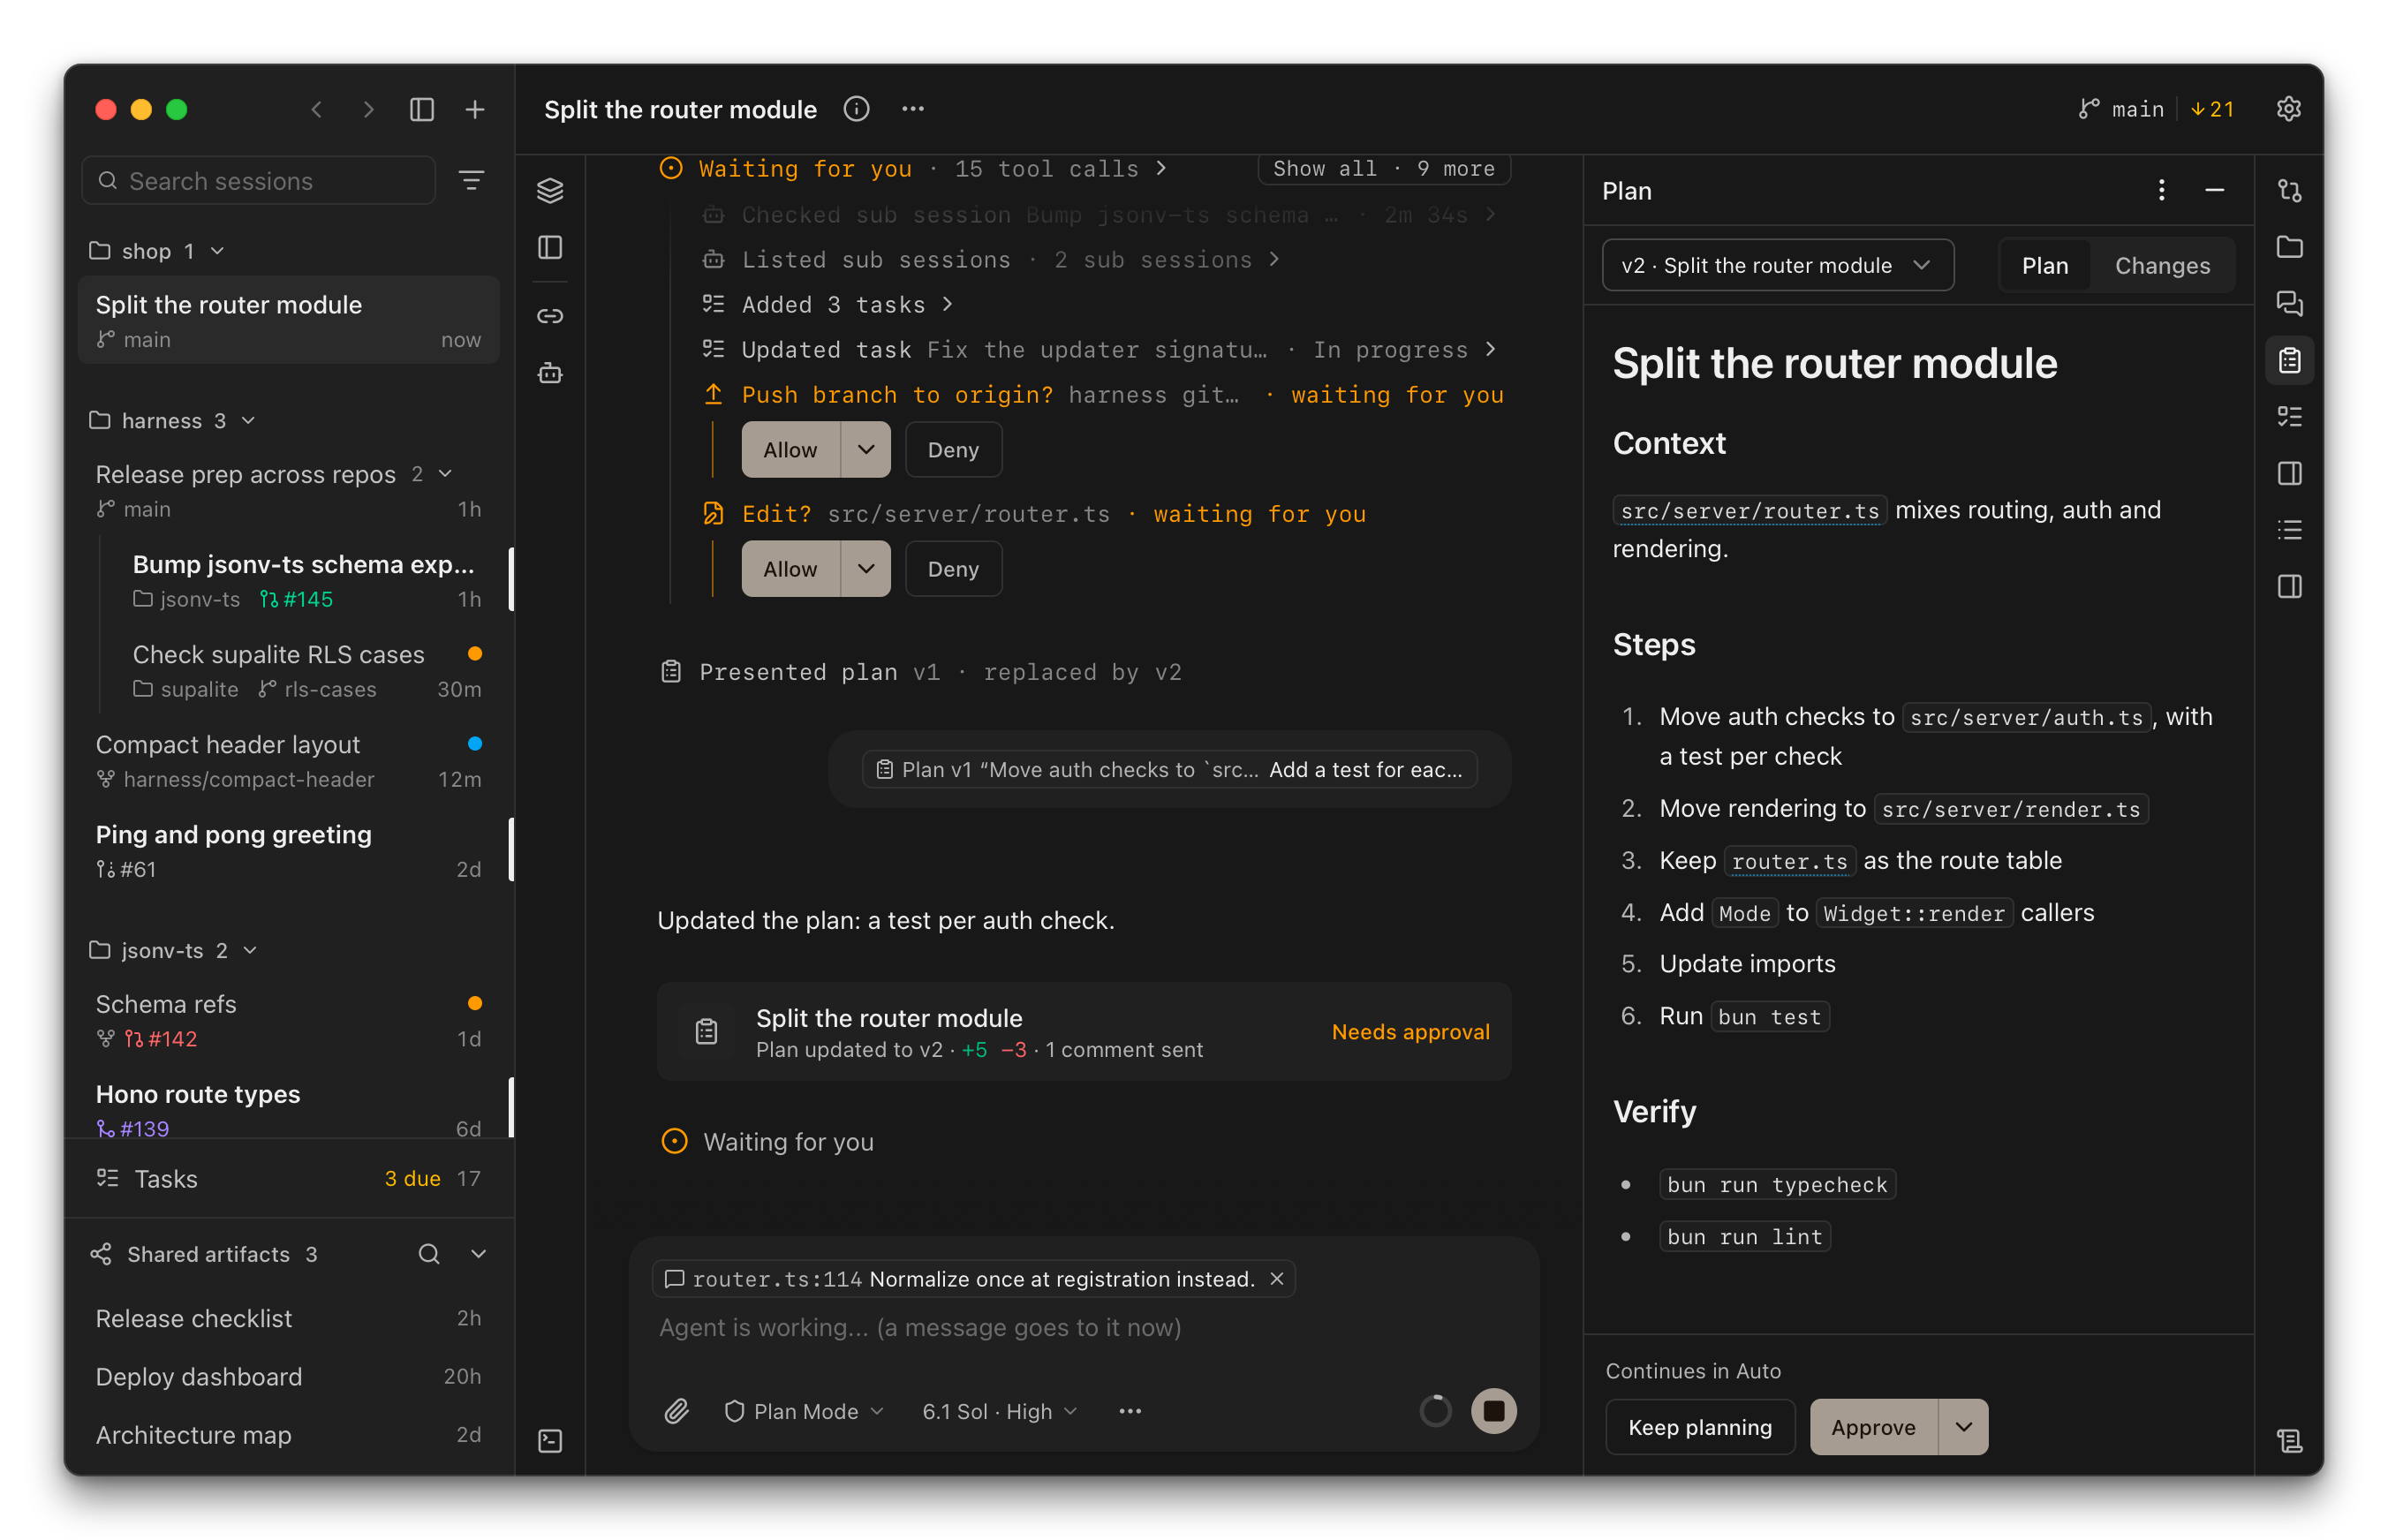 Split the router module
main
21
Search sessions
shop 1
Split the router module
main now
harness 3
Release prep across repos 2
main 1h
Bump jsonv-ts schema exp...
jsonv-ts #145 1h
Check supalite RLS cases
supalite rls-cases 30m
Compact header layout
harness/compact-header 12m
Ping and pong greeting
#61 2d
jsonv-ts 2
Schema refs
#142 1d
Hono route types
#139 6d
Tasks 3 due 17
Shared artifacts 3
Release checklist 2h
Deploy dashboard 20h
Architecture map 2d
Waiting for you · 15 tool calls
Show all · 9 more
Checked sub session Bump jsonv-ts schema … · 2m 34s
Listed sub sessions · 2 sub sessions
Added 3 tasks
Updated task Fix the updater signatu… · In progress
Push branch to origin? harness git… · waiting for you
Allow Deny
Edit? src/server/router.ts · waiting for you
Allow Deny
Presented plan v1 · replaced by v2
Plan v1 “Move auth checks to `src... Add a test for eac...
Updated the plan: a test per auth check.
Split the router module
Plan updated to v2 · +5 −3 · 1 comment sent
Needs approval
Waiting for you
router.ts:114 Normalize once at registration instead.
Agent is working... (a message goes to it now)
Plan Mode 6.1 Sol · High
Plan
v2 · Split the router module
Plan Changes
Split the router module
Context
src/server/router.ts mixes routing, auth and
rendering.
Steps
1. Move auth checks to src/server/auth.ts, with
a test per check
2. Move rendering to src/server/render.ts
3. Keep router.ts as the route table
4. Add Mode to Widget::render callers
5. Update imports
6. Run bun test
Verify
• bun run typecheck
• bun run lint
Continues in Auto
Keep planning Approve